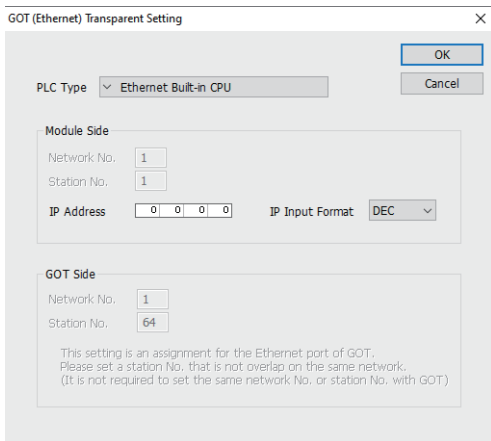 GOT (Ethernet) Transparent Setting
OK
PLC Type Ethernet Built-in CPU Cancel
Module Side
Network No. 1
Station No. 1
IP Address 0 0 0 0 IP Input Format DEC
GOT Side
Network No. 1
Station No. 64
This setting is an assignment for the Ethernet port of GOT.
Please set a station No. that is not overlap on the same network.
(It is not required to set the same network No. or station No. with GOT)